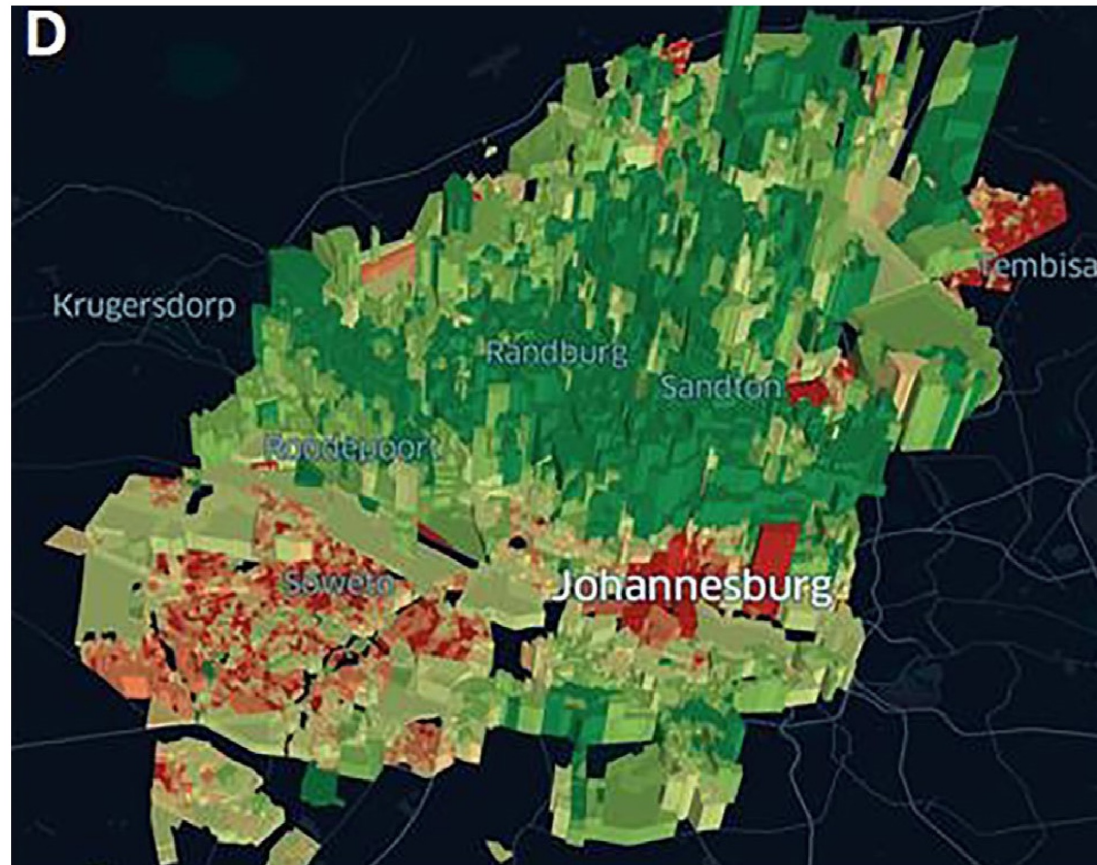 D
Krugersdorp
Tembisa
Randburg
Sandton
Roodepoort
Soweto
Johannesburg